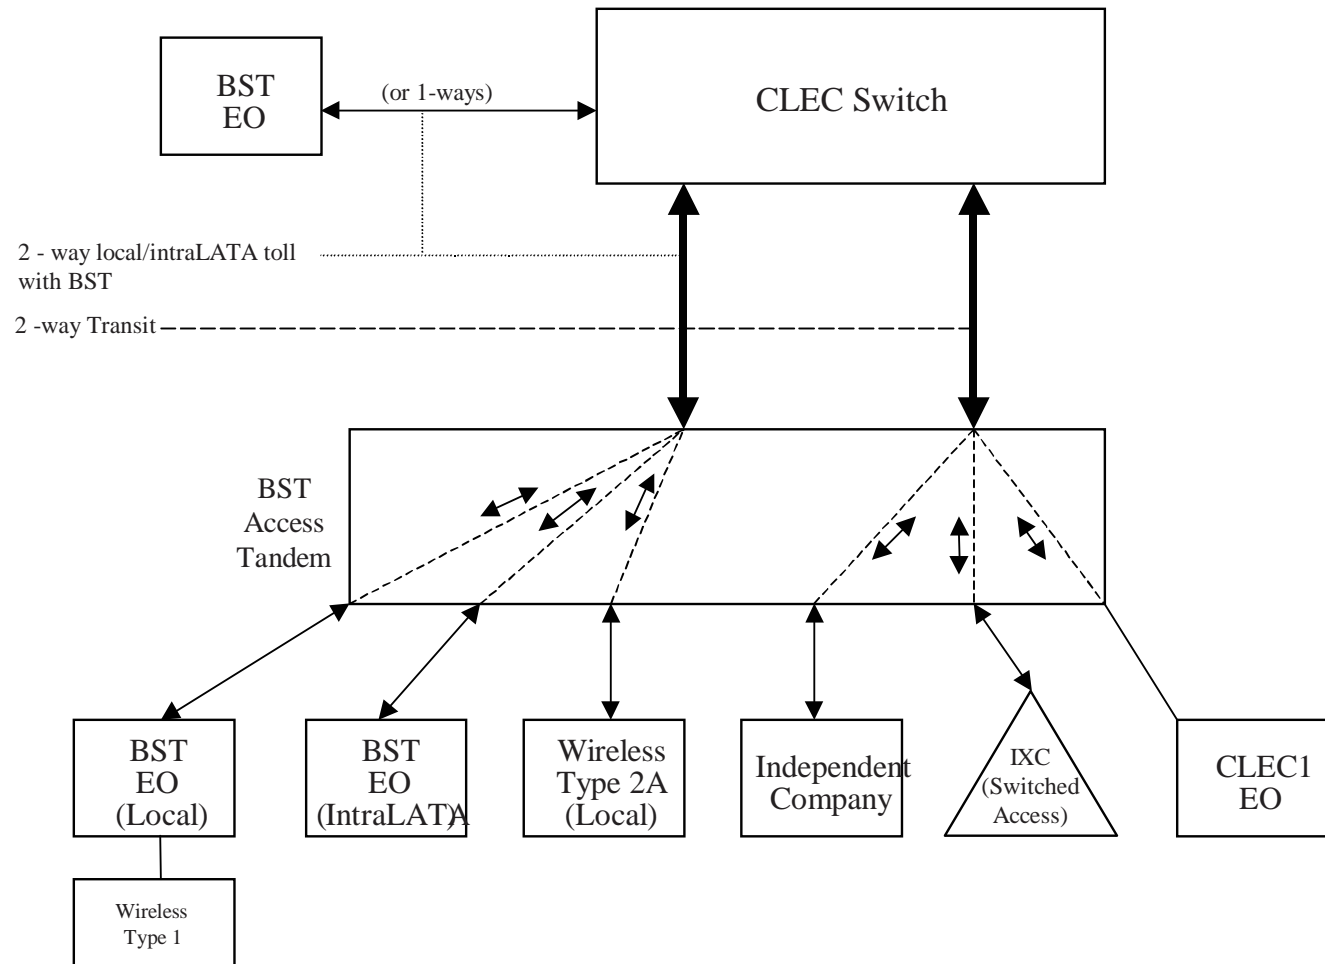 BST
EO
(or 1-ways)
CLEC Switch
2 - way local/intraLATA toll
with BST
2 -way Transit
BST
Access
Tandem
BST
EO
(Local)
BST
EO
(IntraLATA)
Wireless
Type 2A
(Local)
Independent
Company
IXC
(Switched
Access)
CLEC1
EO
Wireless
Type 1